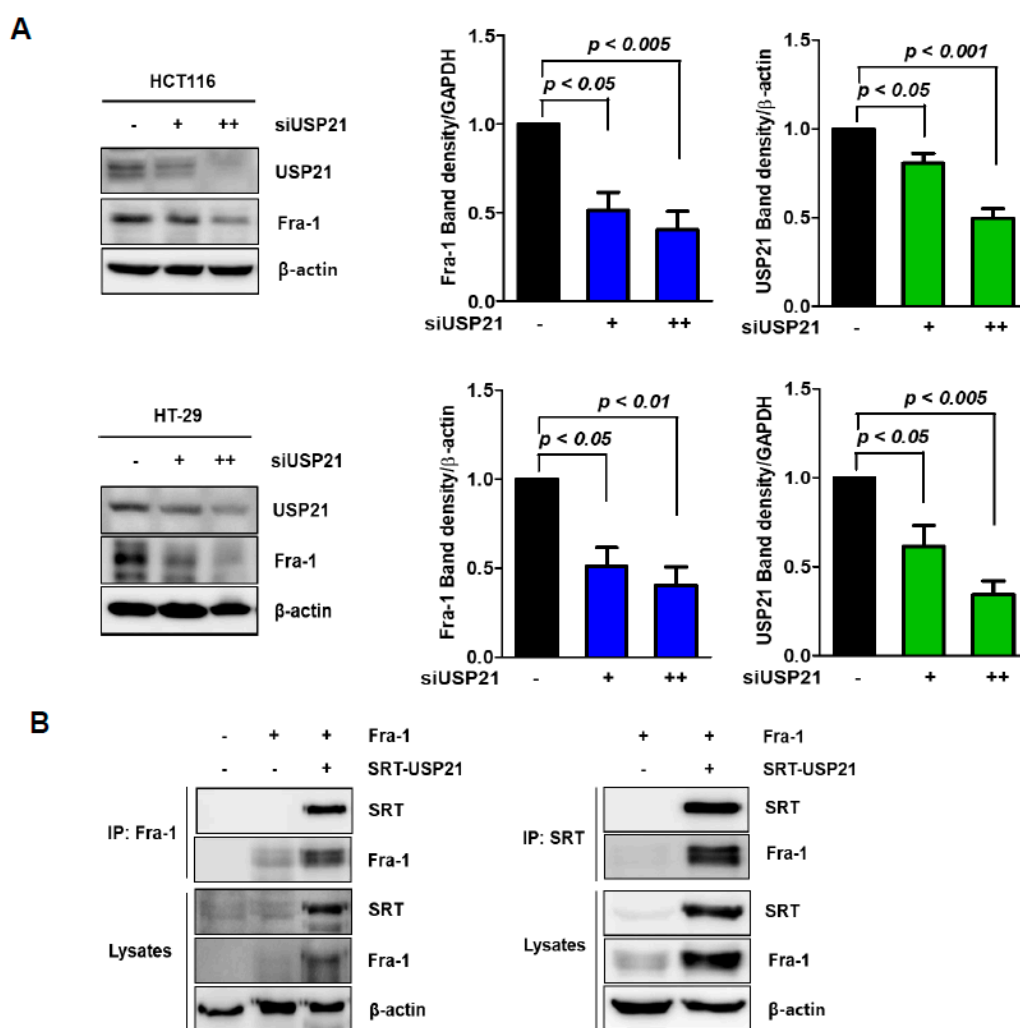 A
HCT116
- + ++ siUSP21
USP21
Fra-1
β-actin
1.5
1.0
0.5
0.0
Fra-1 Band density/GAPDH
p < 0.005
p < 0.05
siUSP21 - + ++
1.5
1.0
0.5
0.0
USP21 Band density/β-actin
p < 0.001
p < 0.05
siUSP21 - + ++
HT-29
- + ++ siUSP21
USP21
Fra-1
β-actin
1.5
1.0
0.5
0.0
Fra-1 Band density/β-actin
p < 0.01
p < 0.05
siUSP21 - + ++
1.5
1.0
0.5
0.0
USP21 Band density/GAPDH
p < 0.005
p < 0.05
siUSP21 - + ++
B
- + + Fra-1
- - + SRT-USP21
IP: Fra-1
SRT
Fra-1
Lysates
SRT
Fra-1
β-actin
+ + Fra-1
- + SRT-USP21
IP: SRT
SRT
Fra-1
Lysates
SRT
Fra-1
β-actin